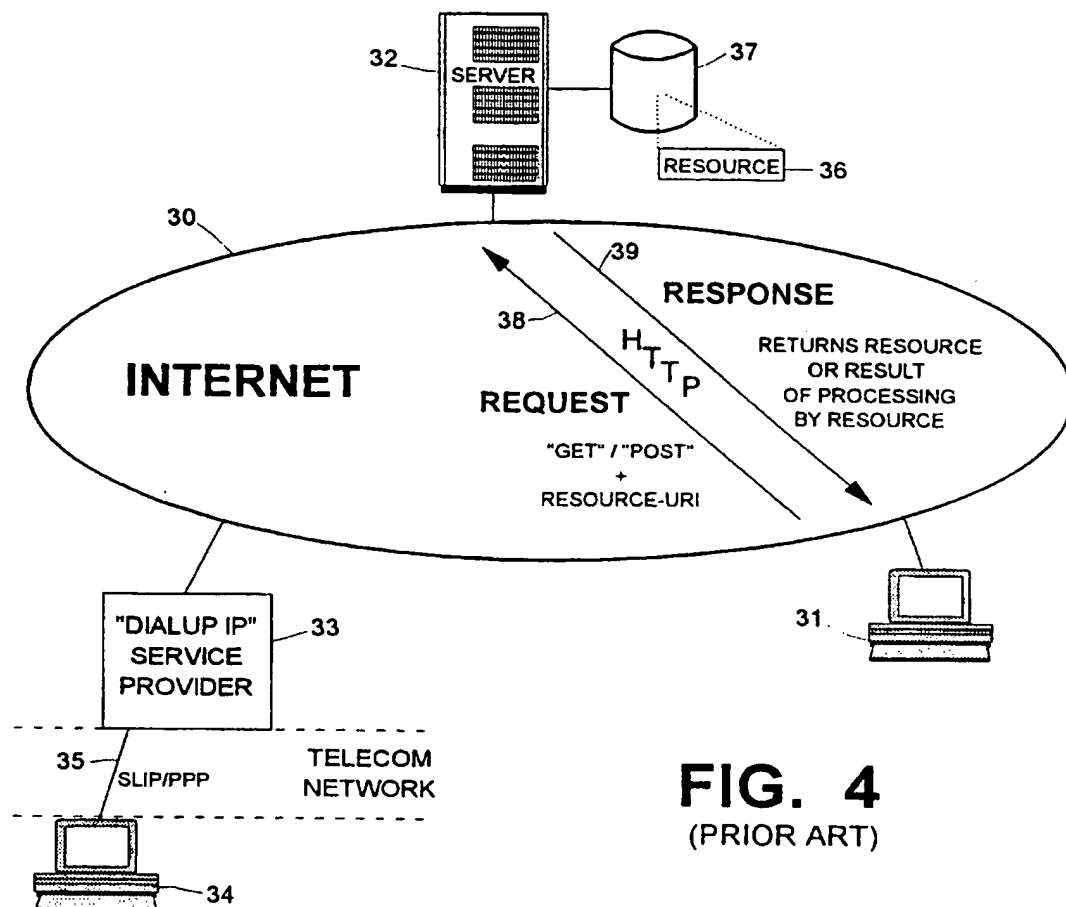 32
SERVER
37
RESOURCE
36
30
39
RESPONSE
38
HTTP
RETURNS RESOURCE
OR RESULT
OF PROCESSING
BY RESOURCE
INTERNET
REQUEST
"GET" / "POST"
+
RESOURCE-URI
"DIALUP IP"
SERVICE
PROVIDER
33
31
35
SLIP/PPP
TELECOM
NETWORK
34
FIG. 4
(PRIOR ART)